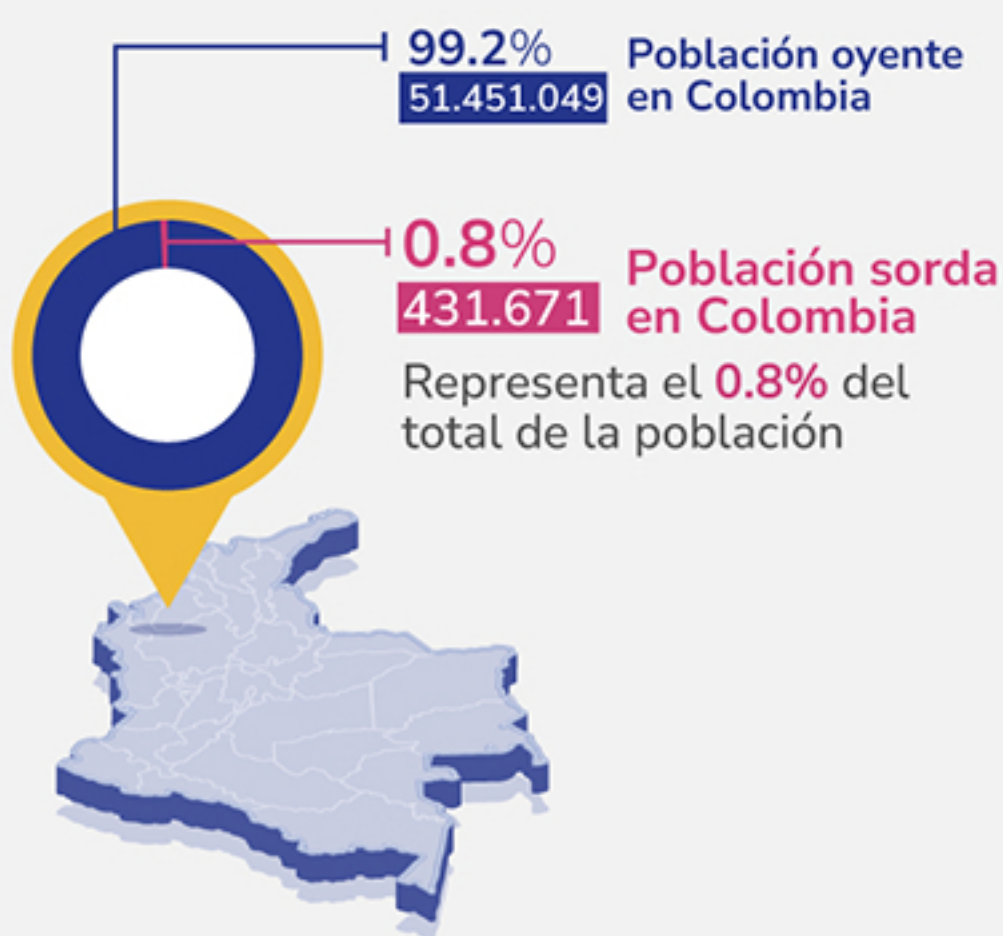 99.2%
51.451.049
Población oyente
en Colombia
0.8%
431.671
Población sorda
en Colombia
Representa el 0.8% del
total de la población